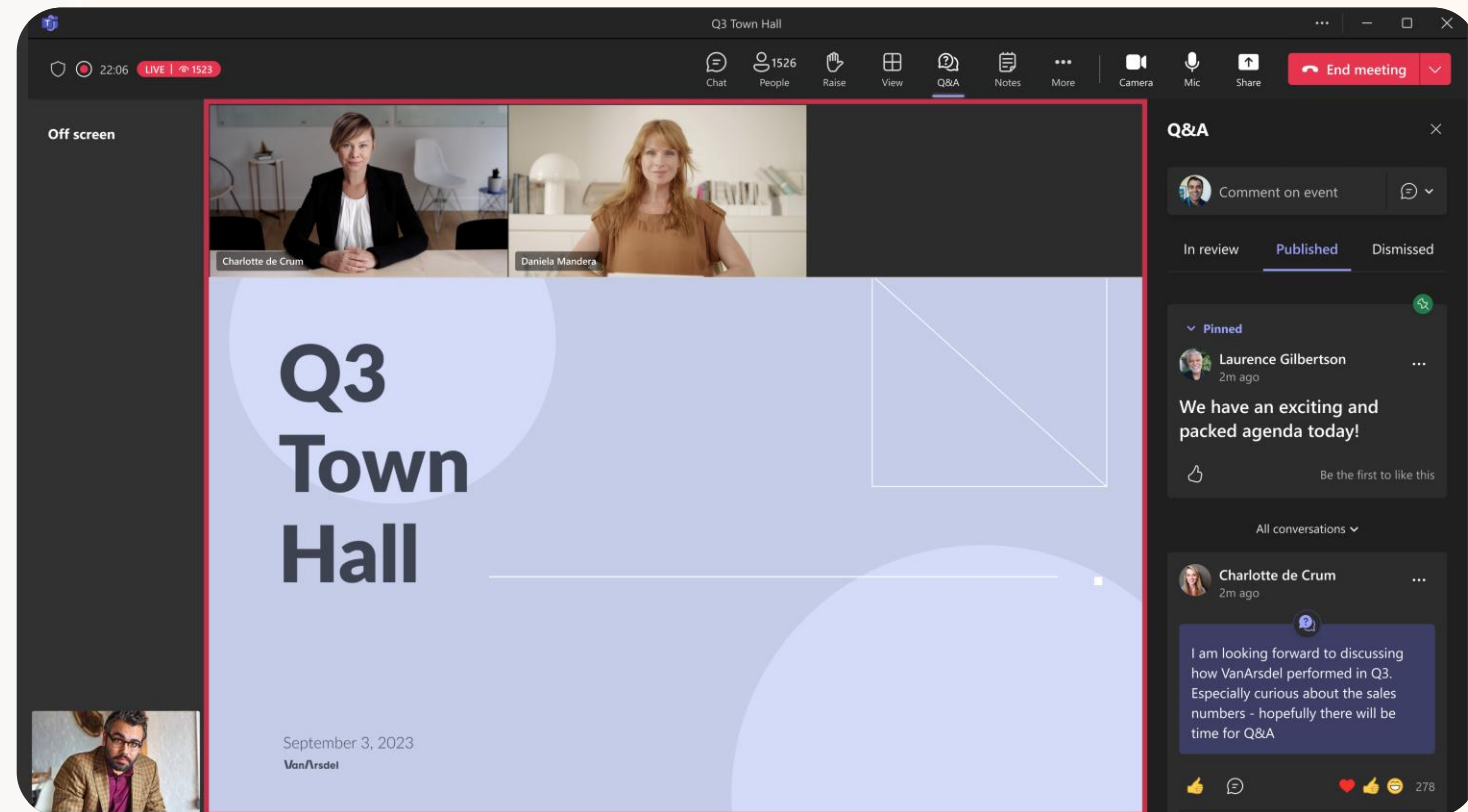 Q3 Town Hall
22:06
LIVE | 1523
Chat
1526
People
Raise
View
Q&A
Notes
More
Camera
Mic
Share
End meeting
Off screen
Charlotte de Crum
Daniela Mandera
Q3
Town
Hall
September 3, 2023
VanArsdel
Q&A
Comment on event
In review
Published
Dismissed
Pinned
Laurence Gilbertson
2m ago
We have an exciting and
packed agenda today!
Be the first to like this
All conversations
Charlotte de Crum
2m ago
I am looking forward to discussing
how VanArsdel performed in Q3.
Especially curious about the sales
numbers - hopefully there will be
time for Q&A
278